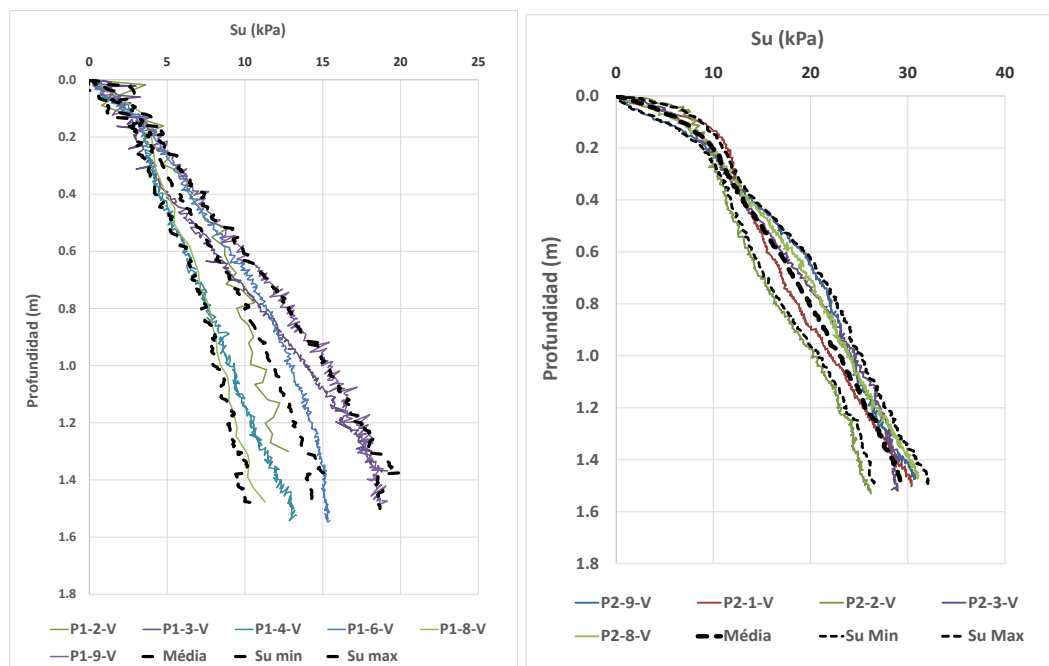 Su (kPa)
0 5 10 15 20 25
0.0
0.2
0.4
0.6
0.8
1.0
1.2
1.4
1.6
1.8
Profundidad (m)
P1-2-V P1-3-V P1-4-V P1-6-V P1-8-V
P1-9-V Média Su min Su max
Su (kPa)
0 10 20 30 40
0.0
0.2
0.4
0.6
0.8
1.0
1.2
1.4
1.6
1.8
Profundidad (m)
P2-9-V P2-1-V P2-2-V P2-3-V
P2-8-V Média Su Min Su Max